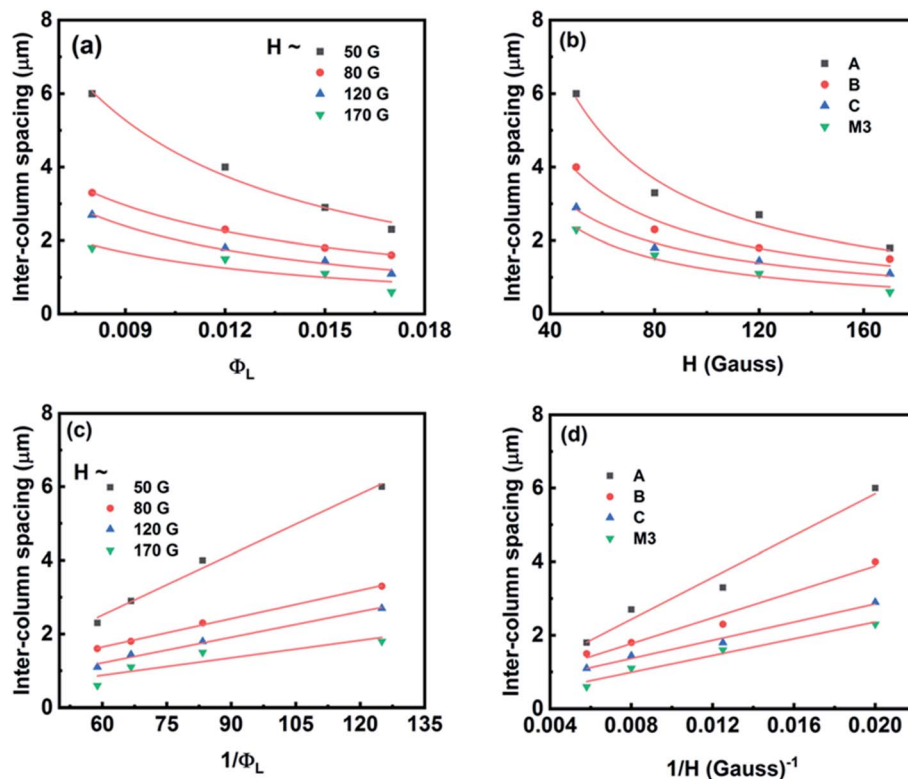 (a)
H ~
50 G
80 G
120 G
170 G
8
6
4
2
0
0.009 0.012 0.015 0.018
Φ_L
Inter-column spacing (μm)
(b)
A
B
C
M3
8
6
4
2
0
40 80 120 160
H (Gauss)
Inter-column spacing (μm)
(c)
H ~
50 G
80 G
120 G
170 G
8
6
4
2
0
60 75 90 105 120 135
1/Φ_L
Inter-column spacing (μm)
(d)
A
B
C
M3
8
6
4
2
0
0.004 0.008 0.012 0.016 0.020
1/H (Gauss)⁻¹
Inter-column spacing (μm)